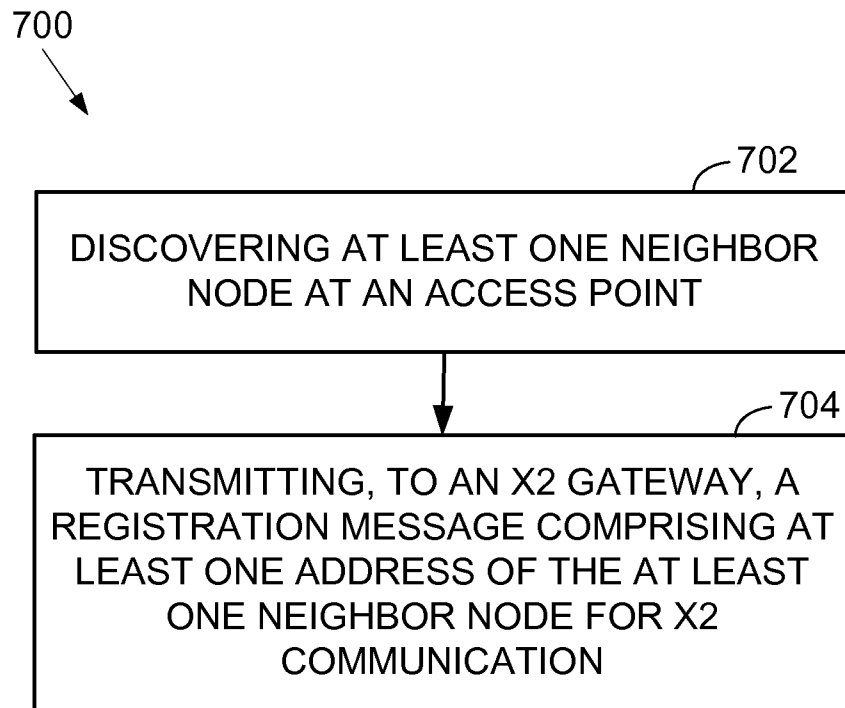 700
702
DISCOVERING AT LEAST ONE NEIGHBOR
NODE AT AN ACCESS POINT
704
TRANSMITTING, TO AN X2 GATEWAY, A
REGISTRATION MESSAGE COMPRISING AT
LEAST ONE ADDRESS OF THE AT LEAST
ONE NEIGHBOR NODE FOR X2
COMMUNICATION